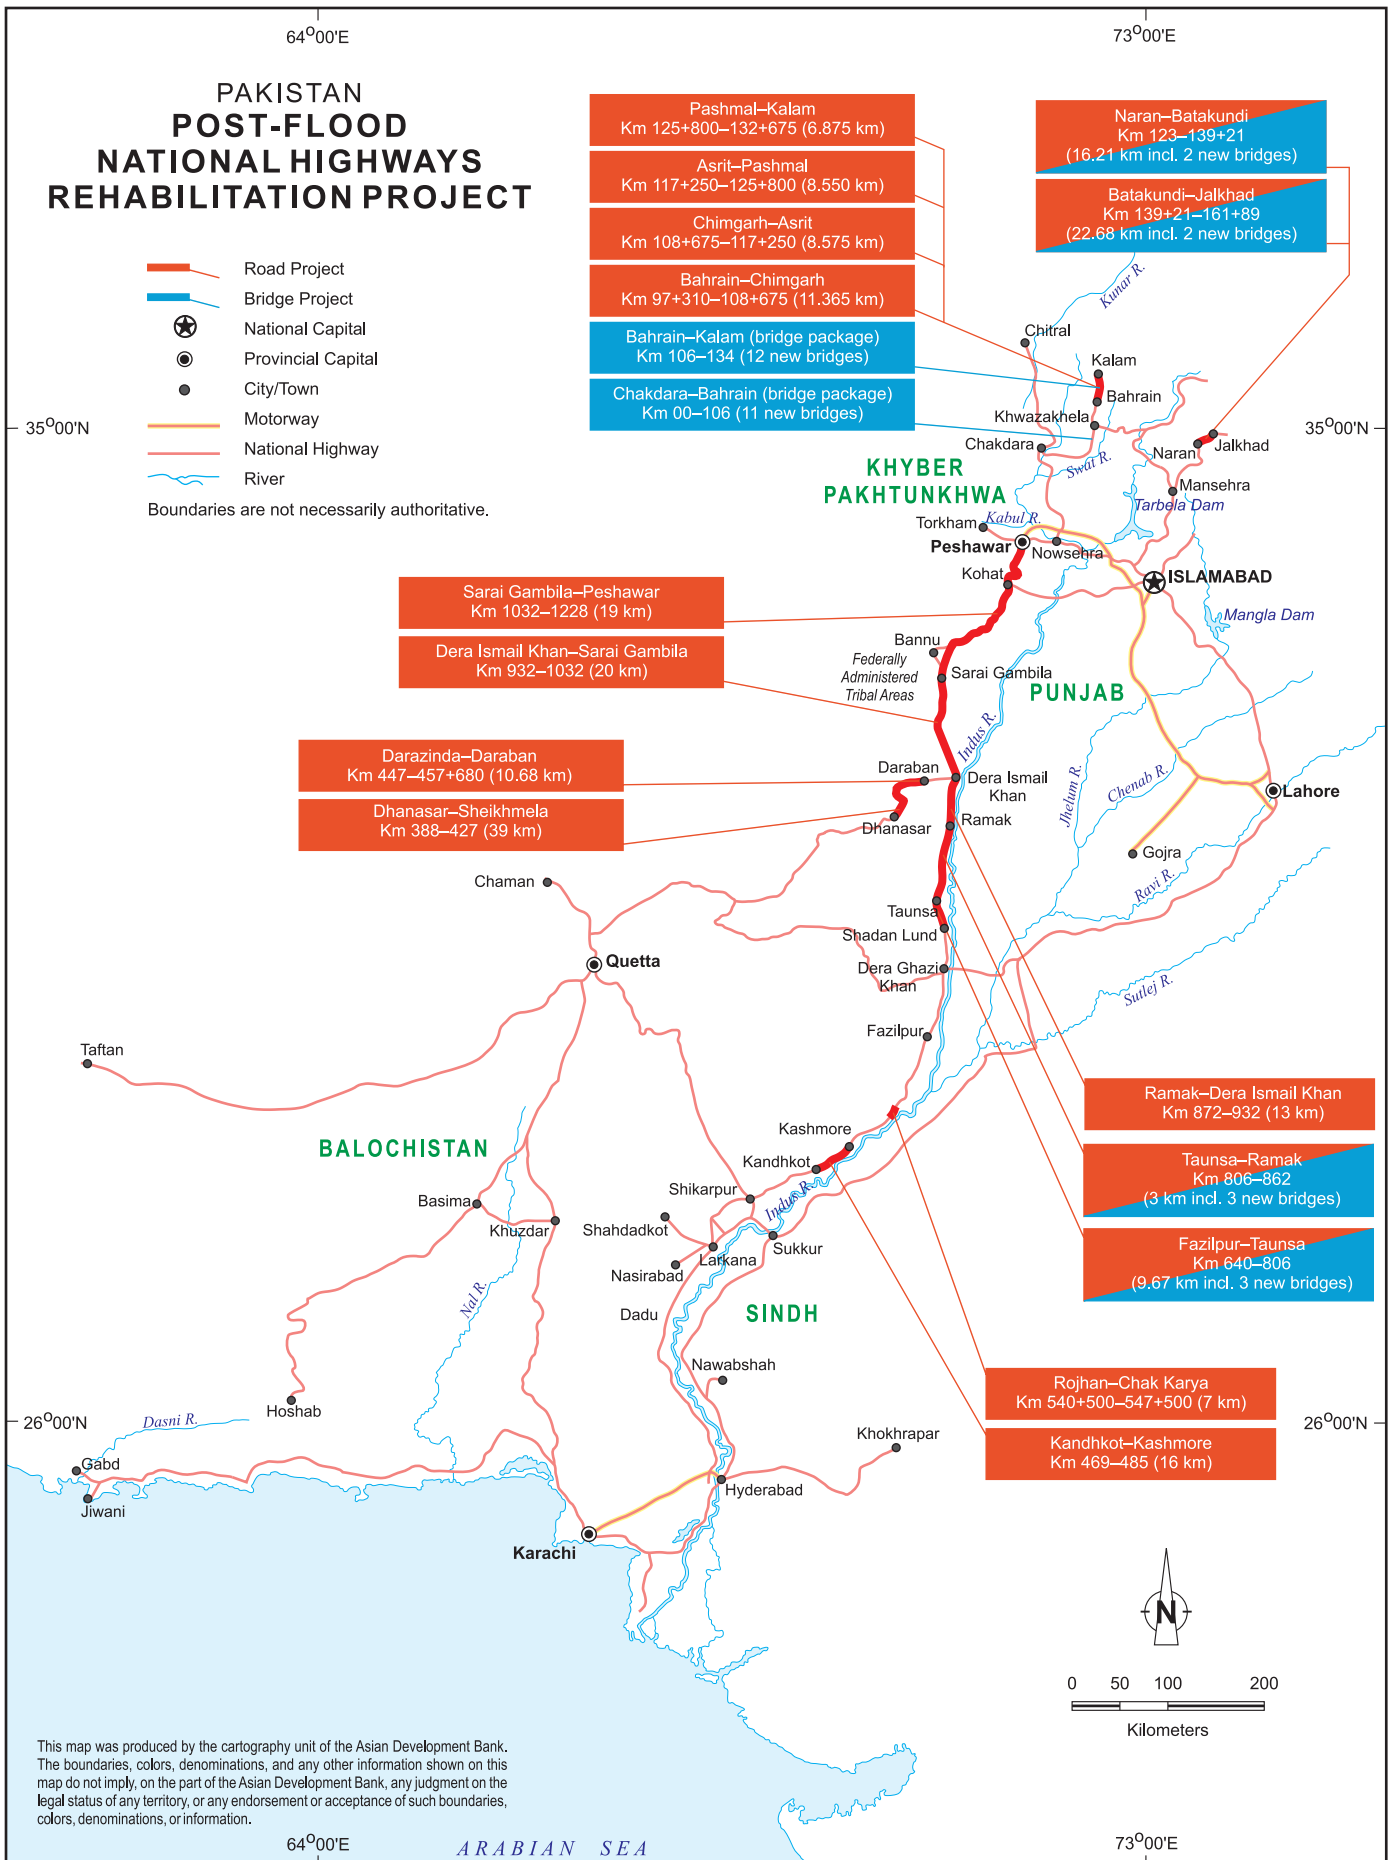 64°00'E
73°00'E
PAKISTAN
POST-FLOOD
NATIONAL HIGHWAYS
REHABILITATION PROJECT
Road Project
Bridge Project
National Capital
Provincial Capital
City/Town
Motorway
National Highway
River
Boundaries are not necessarily authoritative.
Pashmal–Kalam
Km 125+800–132+675 (6.875 km)
Asrit–Pashmal
Km 117+250–125+800 (8.550 km)
Chimgarh–Asrit
Km 108+675–117+250 (8.575 km)
Bahrain–Chimgarh
Km 97+310–108+675 (11.365 km)
Bahrain–Kalam (bridge package)
Km 106–134 (12 new bridges)
Chakdara–Bahrain (bridge package)
Km 00–106 (11 new bridges)
Naran–Batakundi
Km 123–139+21
(16.21 km incl. 2 new bridges)
Batakundi–Jalkhad
Km 139+21–161+89
(22.68 km incl. 2 new bridges)
Kunar R.
Chitral
Kalam
Bahrain
Khwazakhela
35°00'N
35°00'N
Chakdara
Naran
Jalkhad
Swat R.
KHYBER
PAKHTUNKHWA
Mansehra
Tarbela Dam
Torkham
Kabul R.
Peshawar
Nowsehra
Kohat
ISLAMABAD
Mangla Dam
Sarai Gambila–Peshawar
Km 1032–1228 (19 km)
Dera Ismail Khan–Sarai Gambila
Km 932–1032 (20 km)
Bannu
Federally
Administered
Tribal Areas
Sarai Gambila
PUNJAB
Indus R.
Darazinda–Daraban
Km 447–457+680 (10.68 km)
Dhanasar–Sheikhmela
Km 388–427 (39 km)
Daraban
Dera Ismail
Khan
Jhelum R.
Chenab R.
Lahore
Dhanasar
Ramak
Gojra
Chaman
Ravi R.
Taunsa
Shadan Lund
Quetta
Dera Ghazi
Khan
Sutlej R.
Fazilpur
Taftan
Ramak–Dera Ismail Khan
Km 872–932 (13 km)
Taunsa–Ramak
Km 806–862
(3 km incl. 3 new bridges)
Fazilpur–Taunsa
Km 640–806
(9.67 km incl. 3 new bridges)
BALOCHISTAN
Kashmore
Kandhkot
Shikarpur
Indus R.
Basima
Khuzdar
Shahdadkot
Larkana
Sukkur
Nasirabad
Nal R.
Dadu
SINDH
Nawabshah
Rojhan–Chak Karya
Km 540+500–547+500 (7 km)
Kandhkot–Kashmore
Km 469–485 (16 km)
Hoshab
26°00'N
26°00'N
Dasni R.
Khokhrapar
Gabd
Jiwani
Hyderabad
Karachi
N
0 50 100 200
Kilometers
This map was produced by the cartography unit of the Asian Development Bank.
The boundaries, colors, denominations, and any other information shown on this
map do not imply, on the part of the Asian Development Bank, any judgment on the
legal status of any territory, or any endorsement or acceptance of such boundaries,
colors, denominations, or information.
64°00'E
ARABIAN SEA
73°00'E